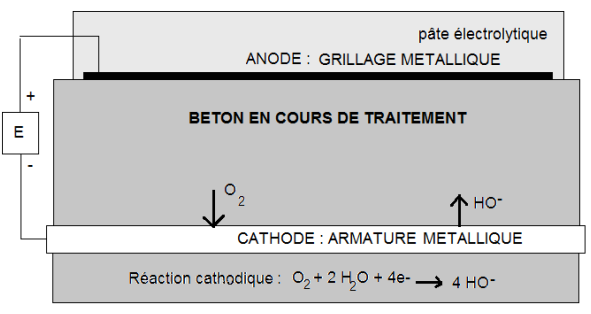 pâte électrolytique
ANODE : GRILLAGE METALLIQUE
+
E
-
BETON EN COURS DE TRAITEMENT
O2
HO-
CATHODE : ARMATURE METALLIQUE
Réaction cathodique : O2 + 2 H2O + 4e- → 4 HO-